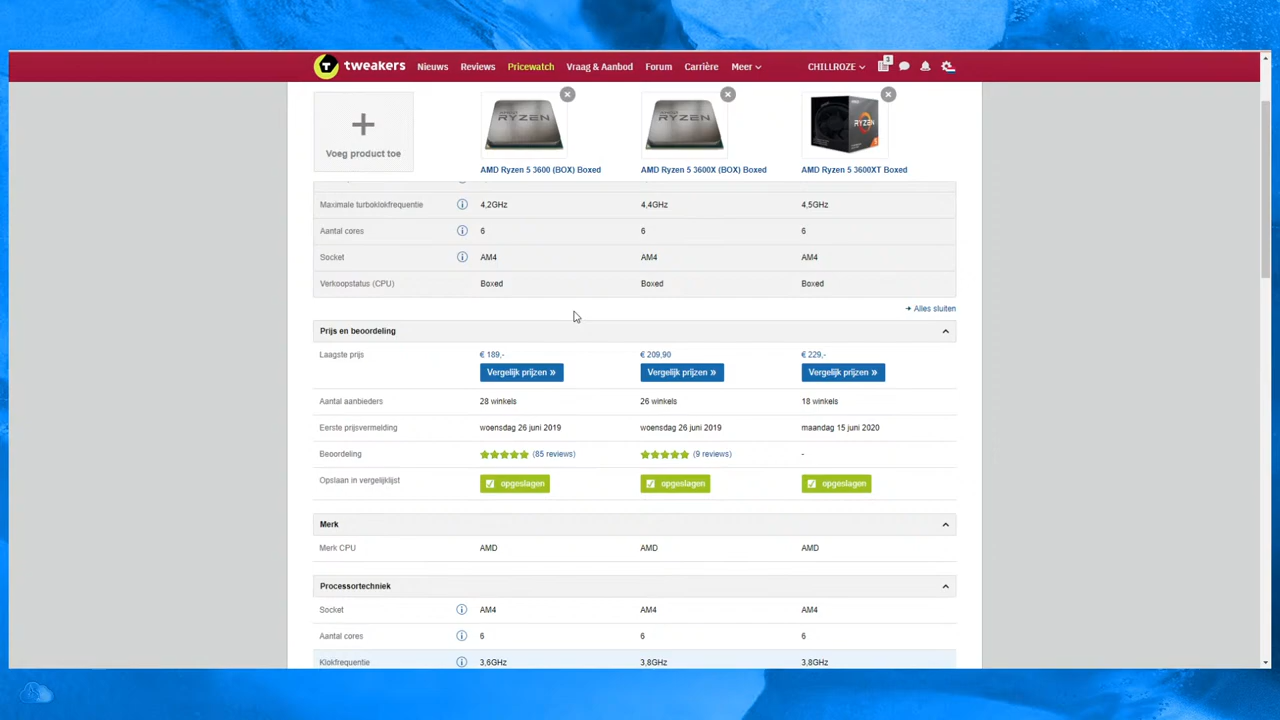 tweakers Nieuws Reviews Pricewatch Vraag & Aanbod Forum Carrière Meer CHILLROZE 3
Voeg product toe
AMD Ryzen 5 3600 (BOX) Boxed AMD Ryzen 5 3600X (BOX) Boxed AMD Ryzen 5 3600XT Boxed
Maximale turboklokfrequentie 4,2GHz 4,4GHz 4,5GHz
Aantal cores 6 6 6
Socket AM4 AM4 AM4
Verkoopstatus (CPU) Boxed Boxed Boxed
Alles sluiten
Prijs en beoordeling
Laagste prijs € 189,- € 209,90 € 229,-
Vergelijk prijzen » Vergelijk prijzen » Vergelijk prijzen »
Aantal aanbieders 28 winkels 26 winkels 18 winkels
Eerste prijsvermelding woensdag 26 juni 2019 woensdag 26 juni 2019 maandag 15 juni 2020
Beoordeling (85 reviews) (9 reviews) -
Opslaan in vergelijklijst opgeslagen opgeslagen opgeslagen
Merk
Merk CPU AMD AMD AMD
Processortechniek
Socket AM4 AM4 AM4
Aantal cores 6 6 6
Klokfrequentie 3,6GHz 3,8GHz 3,8GHz